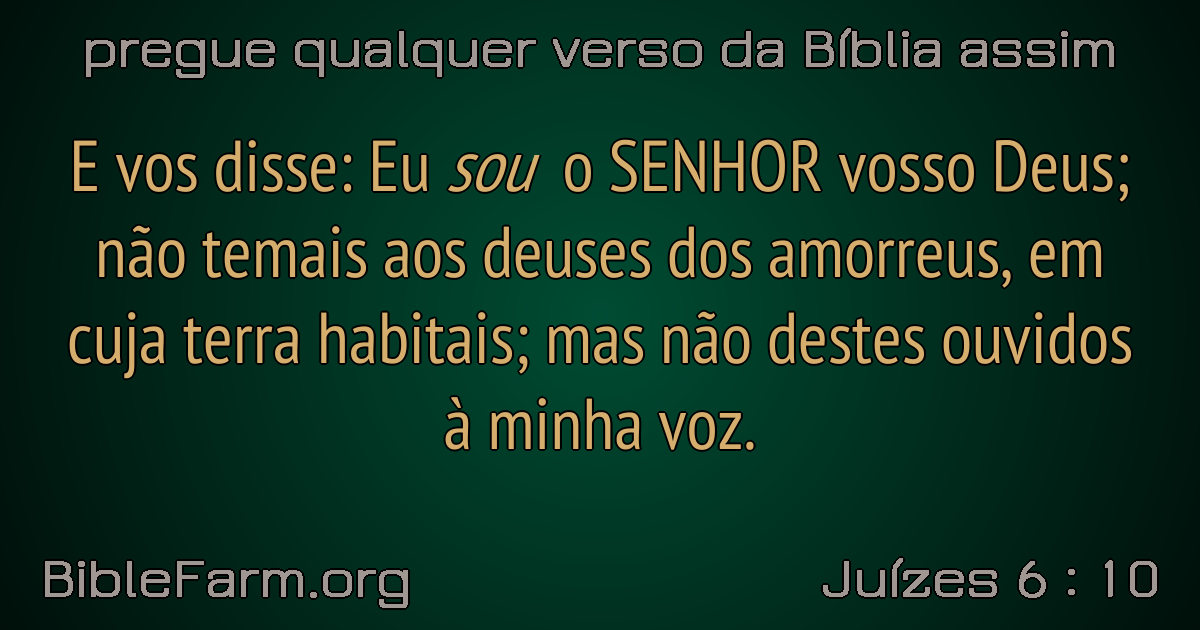 pregue qualquer verso da Bíblia assim
E vos disse: Eu sou o SENHOR vosso Deus;
não temais aos deuses dos amorreus, em
cuja terra habitais; mas não destes ouvidos
à minha voz.
BibleFarm.org
Juízes 6 : 10